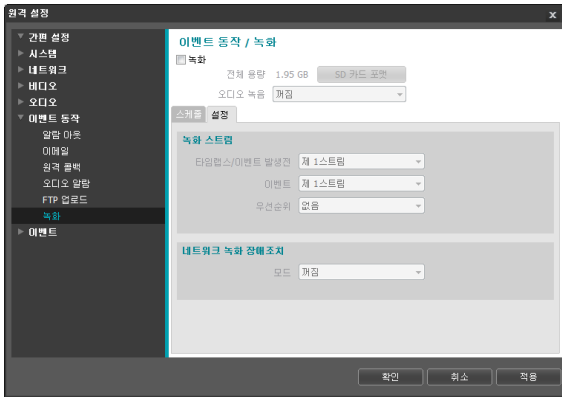 원격 설정
x
간편 설정
시스템
네트워크
비디오
오디오
이벤트 동작
알람 아웃
이메일
원격 콜백
오디오 알람
FTP 업로드
녹화
이벤트
이벤트 동작 / 녹화
녹화
전체 용량 1.95 GB SD 카드 포맷
오디오 녹음 꺼짐
스케줄 설정
녹화 스트림
타임랩스/이벤트 발생전 제 1스트림
이벤트 제 1스트림
우선순위 없음
네트워크 녹화 장애조치
모드 꺼짐
확인 취소 적용